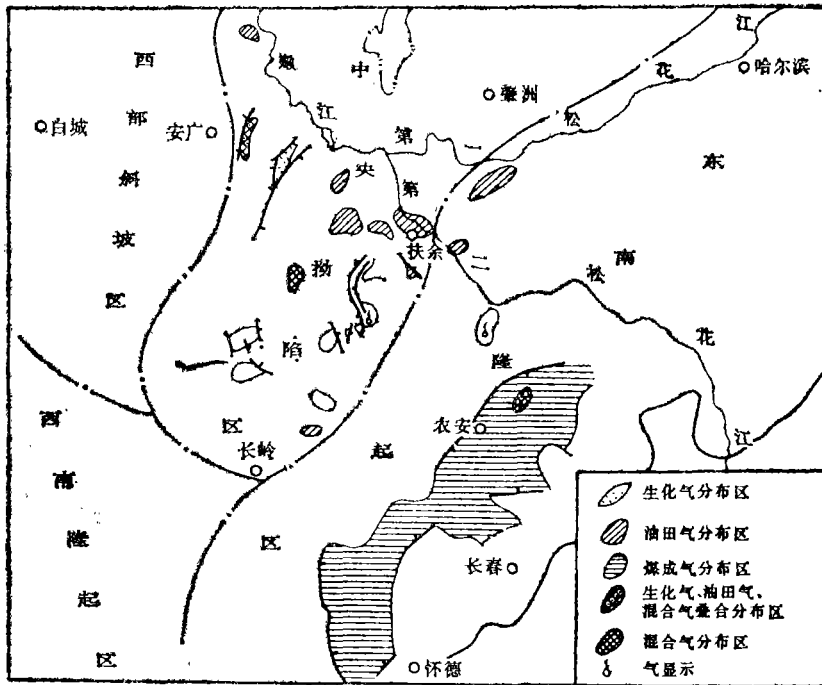 西部斜坡区
白城
安广
嫩江
中央坳陷区
肇洲
松花江
哈尔滨
第一
第二
松花江
扶余
东南隆起区
农安
长岭
西南隆起区
长春
怀德
生化气分布区
油田气分布区
煤成气分布区
生化气、油田气、
混合气叠合分布区
混合气分布区
气显示